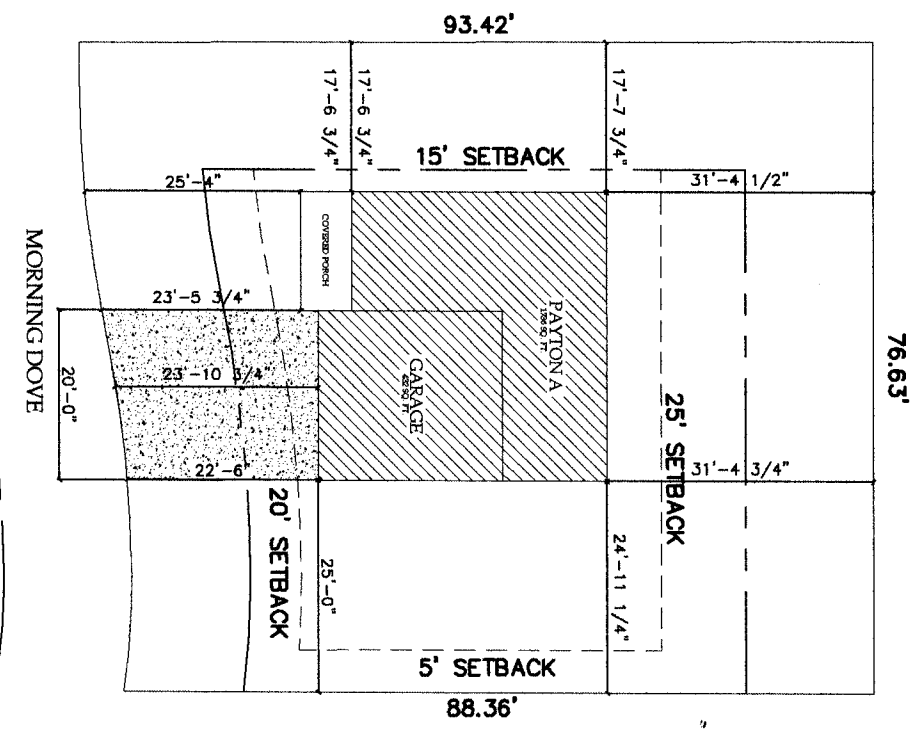 93.42'
17'-6 3/4"
17'-6 3/4"
17'-7 3/4"
15' SETBACK
25'-4"
31'-4 1/2"
COVERED PORCH
MORNING DOVE
23'-5 3/4"
PAYTON A
GARAGE
76.63'
23'-10 3/4"
20'-0"
25' SETBACK
22'-6"
31'-4 3/4"
20' SETBACK
25'-0"
24'-11 1/4"
5' SETBACK
88.36'